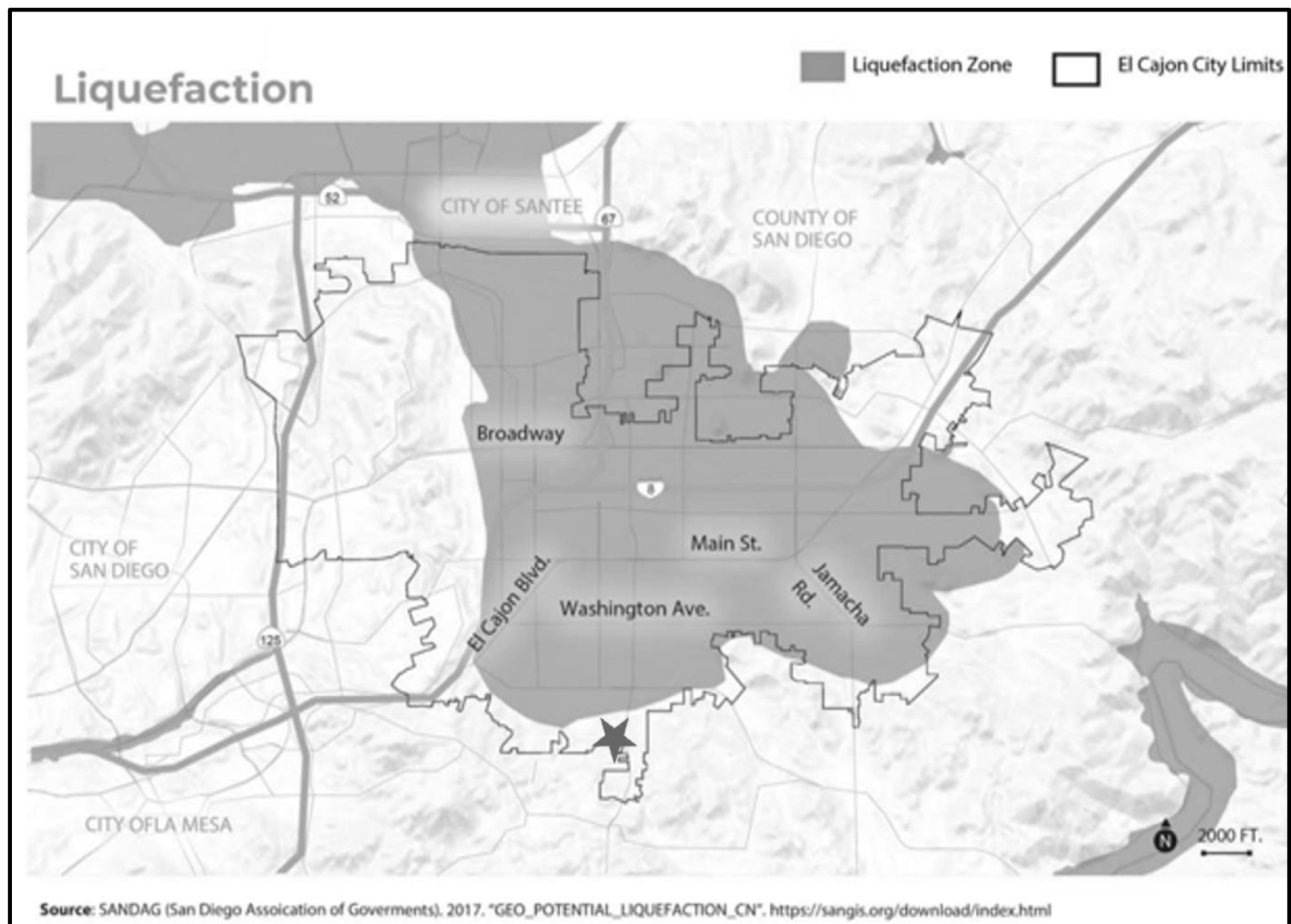 Liquefaction
Liquefaction Zone
El Cajon City Limits
52
CITY OF SANTEE
67
COUNTY OF
SAN DIEGO
Broadway
8
CITY OF
SAN DIEGO
Main St.
El Cajon Blvd.
Jamacha
Rd.
Washington Ave.
125
CITY OFLA MESA
N
2000 FT.
Source: SANDAG (San Diego Assoication of Goverments). 2017. "GEO_POTENTIAL_LIQUEFACTION_CN". https://sangis.org/download/index.html